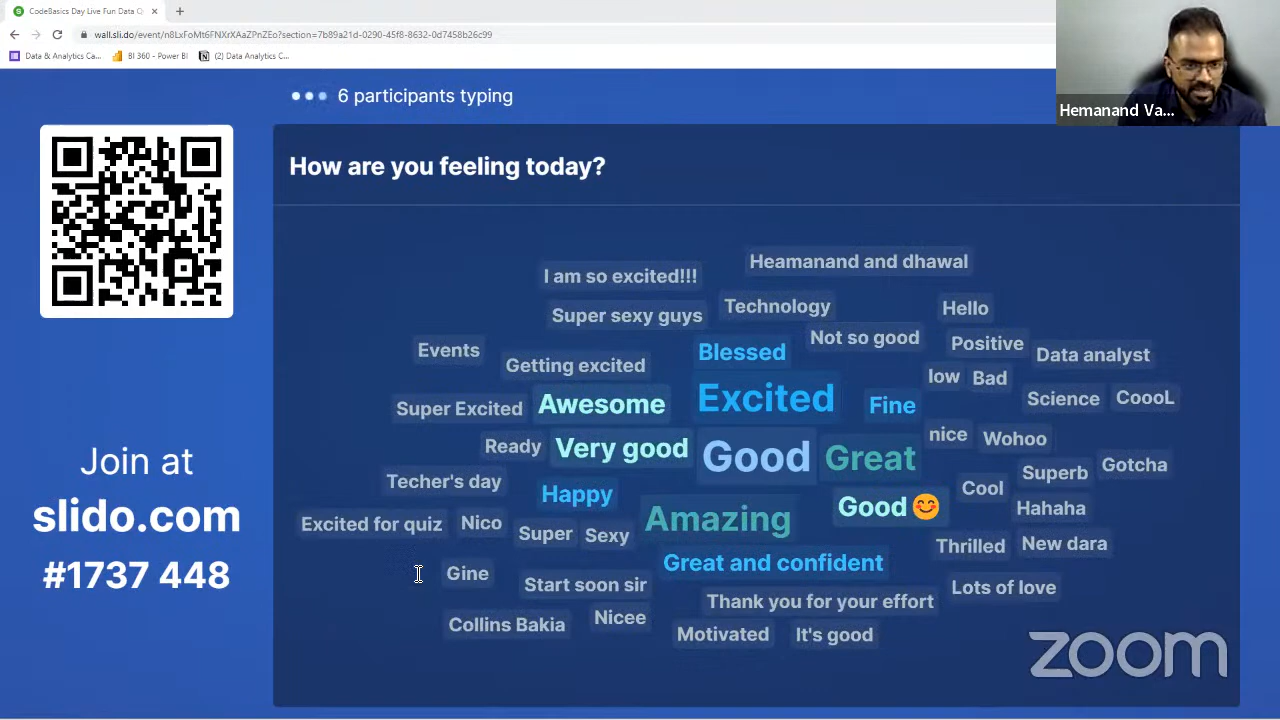 CodeBasics Day Live Fun Data Q
wall.sli.do/event/n8LxFoMt6FNXrXAaZPnZEo?section=7b89a21d-0290-45f8-8632-0d7458b26c99
Data & Analytics Ca...
BI 360 - Power BI
(2) Data Analytics C...
Hemanand Va...
6 participants typing
How are you feeling today?
Heamanand and dhawal
I am so excited!!!
Technology
Hello
Super sexy guys
Not so good
Positive
Events
Blessed
Data analyst
Getting excited
low
Bad
Excited
Science
CoooL
Super Excited
Awesome
Fine
nice
Wohoo
Ready
Very good
Good
Great
Gotcha
Superb
Techer's day
Happy
Cool
Good 😊
Hahaha
Excited for quiz
Nico
Super
Sexy
Amazing
Thrilled
New dara
Great and confident
Gine
Start soon sir
Lots of love
Thank you for your effort
Collins Bakia
Nicee
Motivated
It's good
Join at
slido.com
#1737 448
zoom